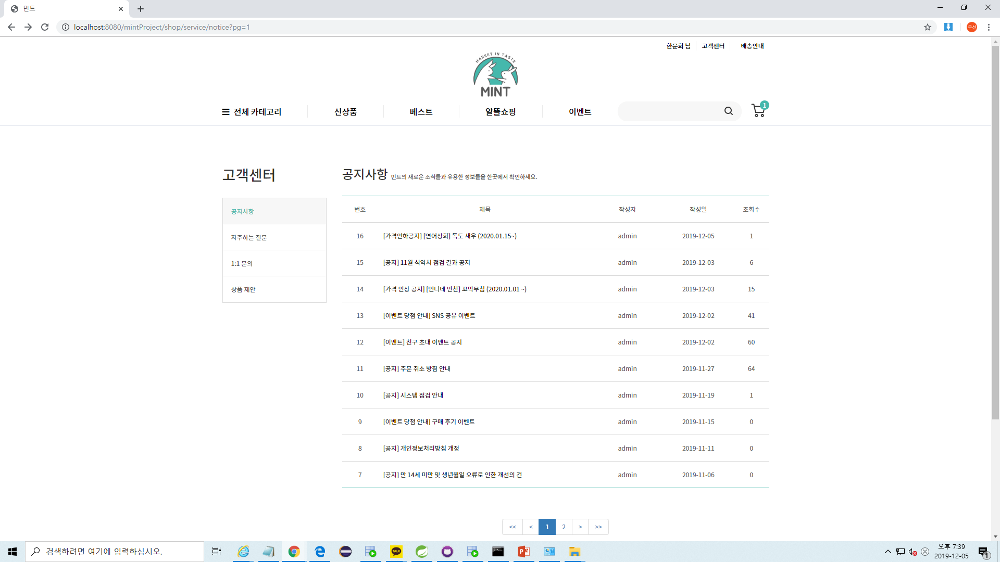 민트
localhost:8080/mintProject/shop/service/notice?pg=1
무선
한문희 님 고객센터 배송안내
MARKET IN TASTE
MINT
전체 카테고리 신상품 베스트 알뜰쇼핑 이벤트 1
고객센터
공지사항
자주하는 질문
1:1 문의
상품 제안
공지사항 민트의 새로운 소식들과 유용한 정보들을 한곳에서 확인하세요.
번호 제목 작성자 작성일 조회수
16 [가격인하공지] [연어상회] 독도 새우 (2020.01.15~) admin 2019-12-05 1
15 [공지] 11월 식약처 점검 결과 공지 admin 2019-12-03 6
14 [가격 인상 공지] [언니네 반찬] 꼬막무침 (2020.01.01 ~) admin 2019-12-03 15
13 [이벤트 당첨 안내] SNS 공유 이벤트 admin 2019-12-02 41
12 [이벤트] 친구 초대 이벤트 공지 admin 2019-12-02 60
11 [공지] 주문 취소 방침 안내 admin 2019-11-27 64
10 [공지] 시스템 점검 안내 admin 2019-11-19 1
9 [이벤트 당첨 안내] 구매 후기 이벤트 admin 2019-11-15 0
8 [공지] 개인정보처리방침 개정 admin 2019-11-11 0
7 [공지] 만 14세 미만 및 생년월일 오류로 인한 개선의 건 admin 2019-11-06 0
<< < 1 2 > >>
검색하려면 여기에 입력하십시오.
TALK
오후 7:39
2019-12-05
1